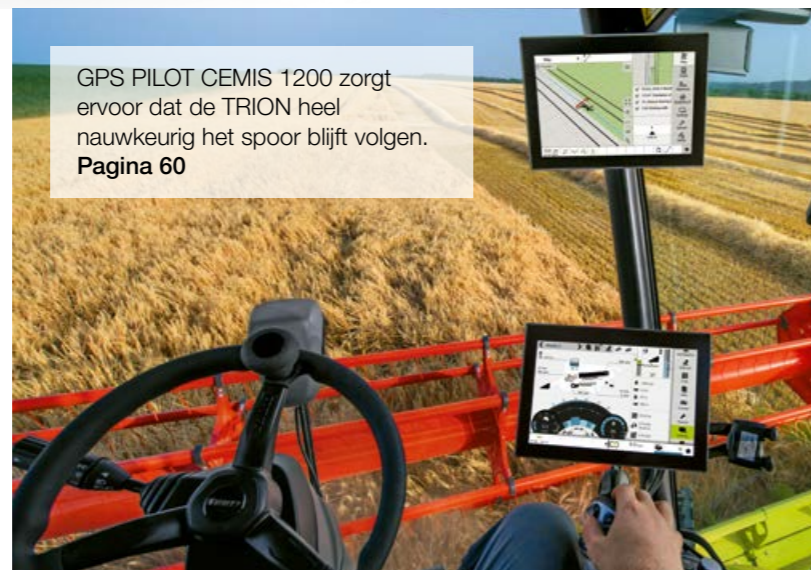 GPS PILOT CEMIS 1200 zorgt
ervoor dat de TRION heel
nauwkeurig het spoor blijft volgen.
Pagina 60